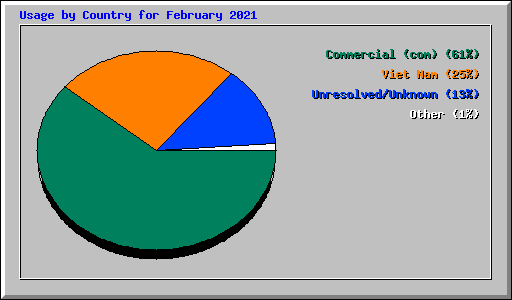 Usage by Country for February 2021
Commercial (com) (61%)
Viet Nam (25%)
Unresolved/Unknown (13%)
Other (1%)